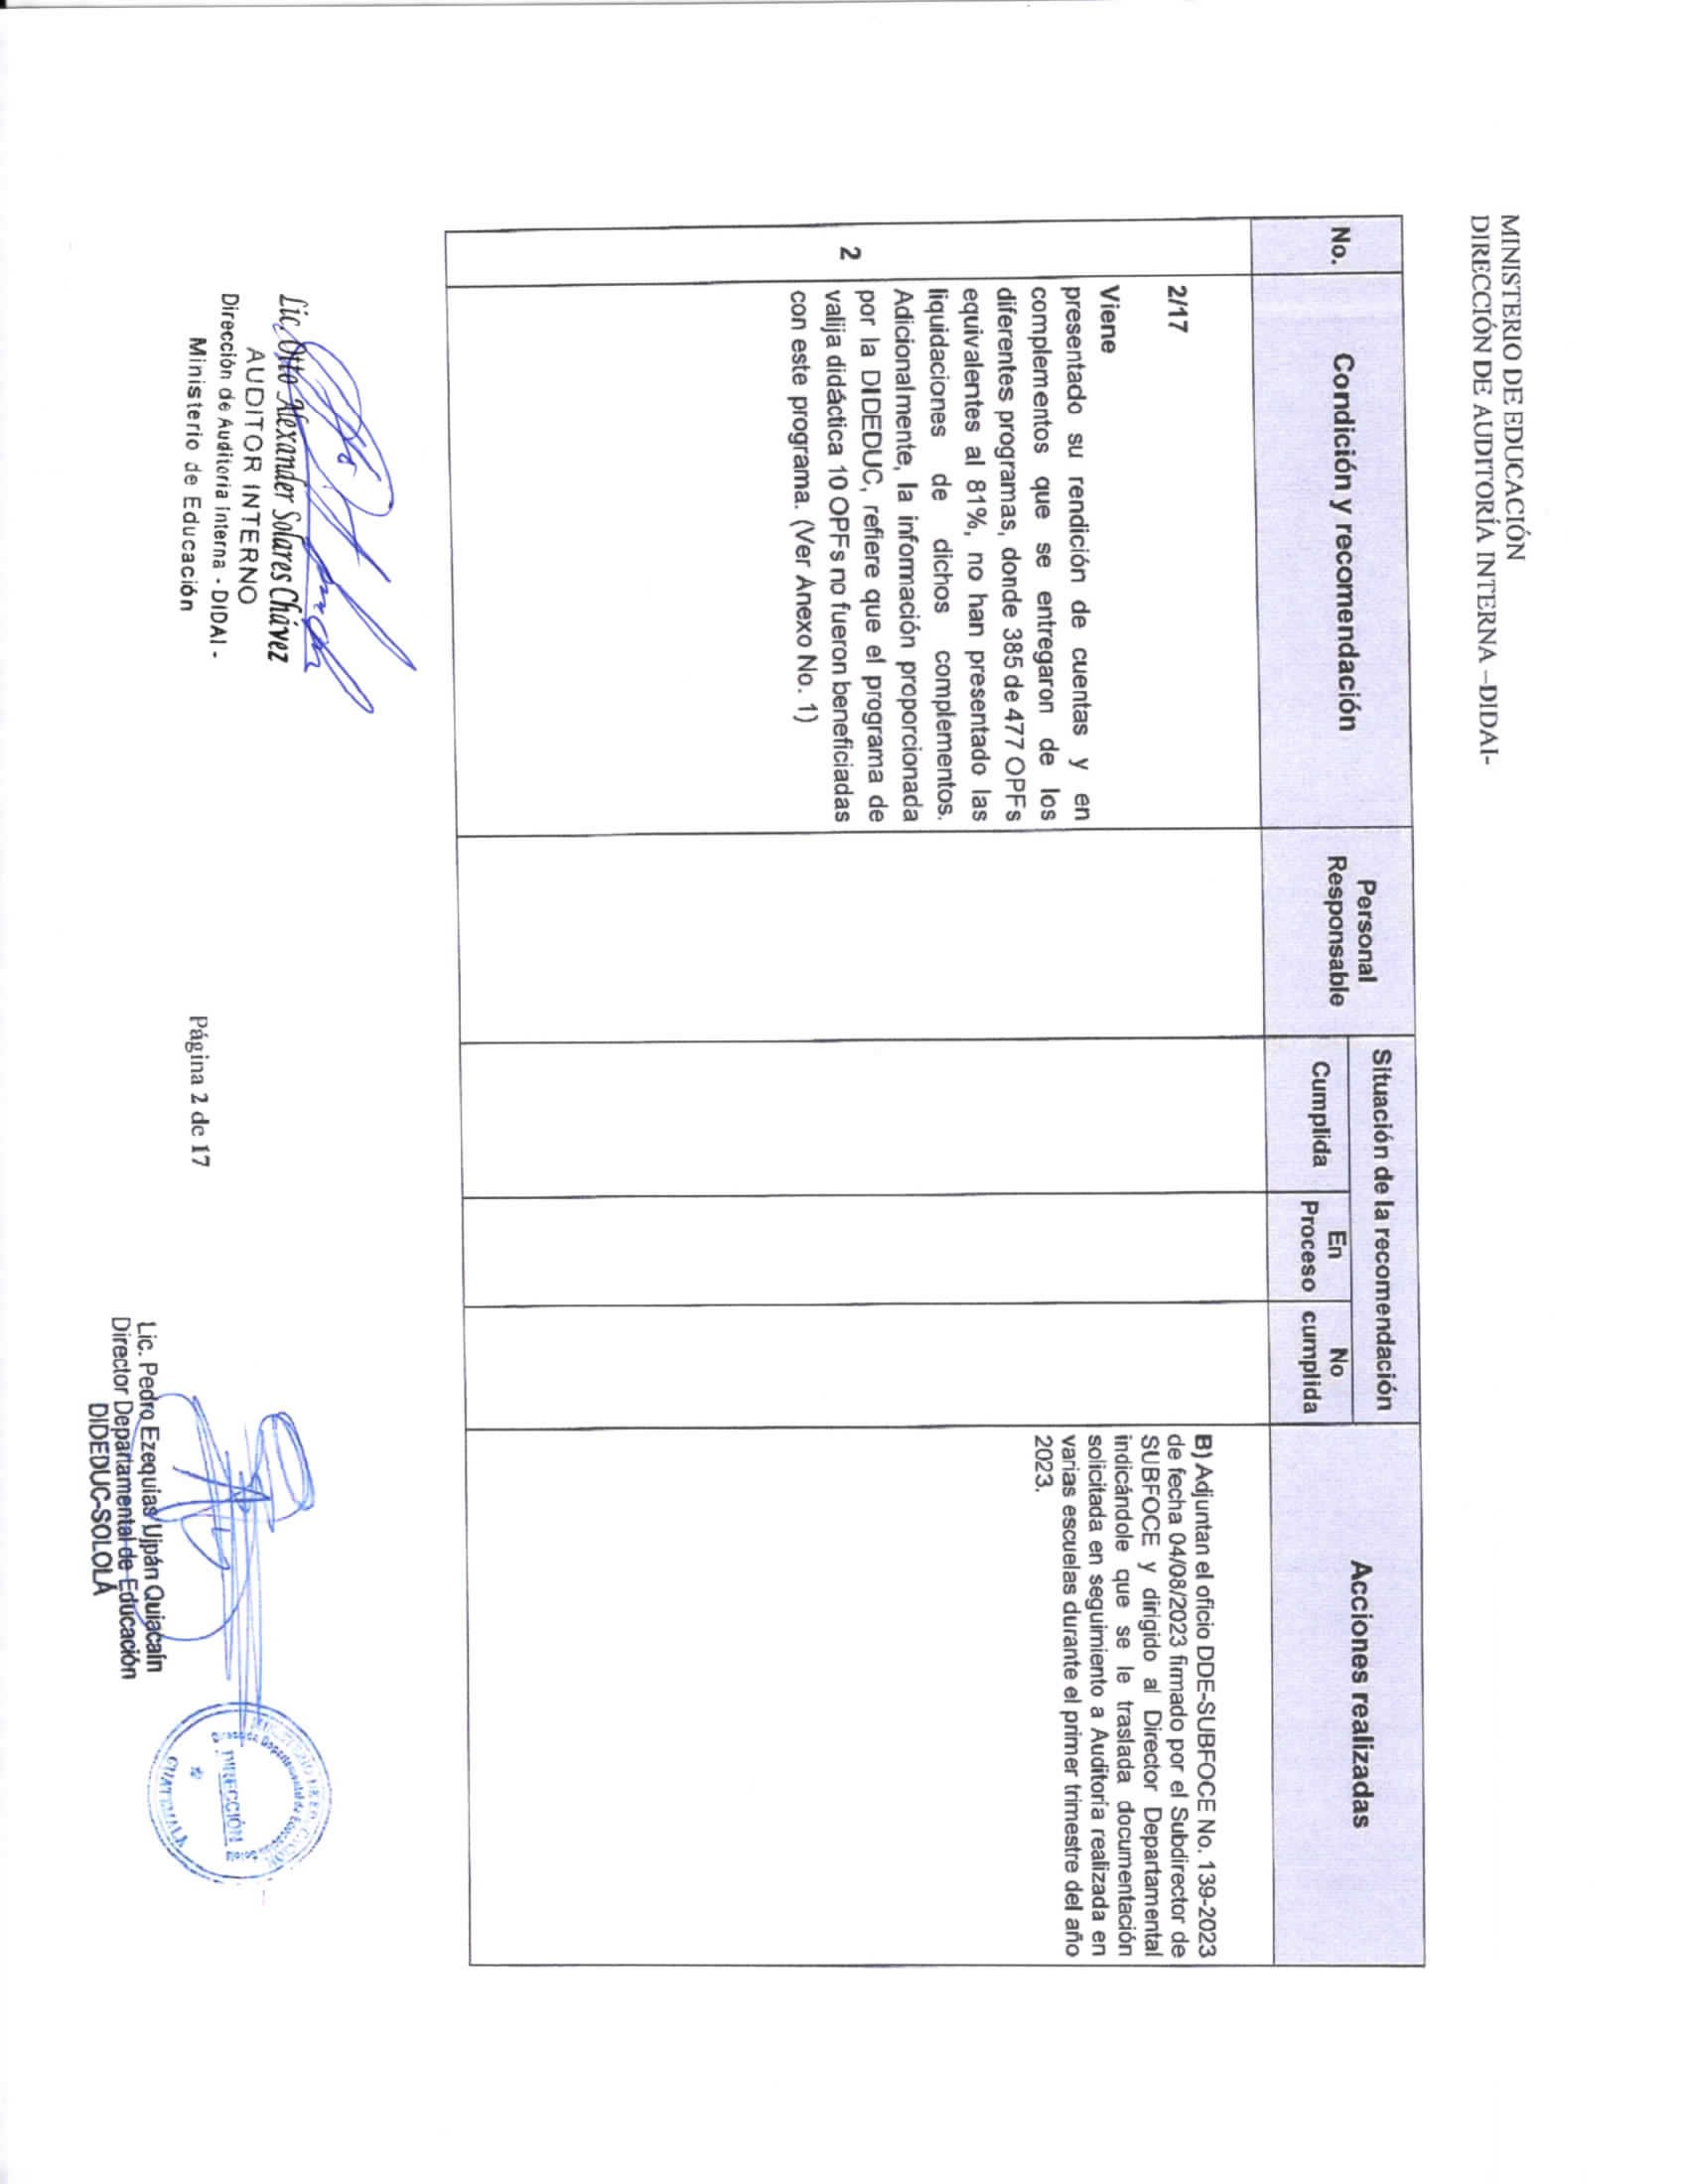 MINISTERIO DE EDUCACIÓN
DIRECCIÓN DE AUDITORÍA INTERNA –DIDAI-
No.
Condición y recomendación
Personal
Responsable
Situación de la recomendación
Cumplida
En
Proceso
No
cumplida
Acciones realizadas
2/17
Viene
presentado su rendición de cuentas y en
complementos que se entregaron de los
diferentes programas, donde 385 de 477 OPFs
equivalentes al 81%, no han presentado las
liquidaciones de dichos complementos.
Adicionalmente, la información proporcionada
por la DIDEDUC, refiere que el programa de
2
valija didáctica 10 OPFs no fueron beneficiadas
con este programa. (Ver Anexo No. 1)
B) Adjuntan el oficio DDE-SUBFOCE No. 139-2023
de fecha 04/08/2023 firmado por el Subdirector de
SUBFOCE y dirigido al Director Departamental
indicándole que se le traslada documentación
solicitada en seguimiento a Auditoría realizada en
varias escuelas durante el primer trimestre del año
2023.
Lic. Otto Alexander Solares Chávez
AUDITOR INTERNO
Dirección de Auditoria Interna - DIDAI -
Ministerio de Educación
Página 2 de 17
Lic. Pedro Ezequias Ujpán Quiacaín
Director Departamental de Educación
DIDEDUC-SOLOLÁ
DIRECCIÓN
GUATEMALA